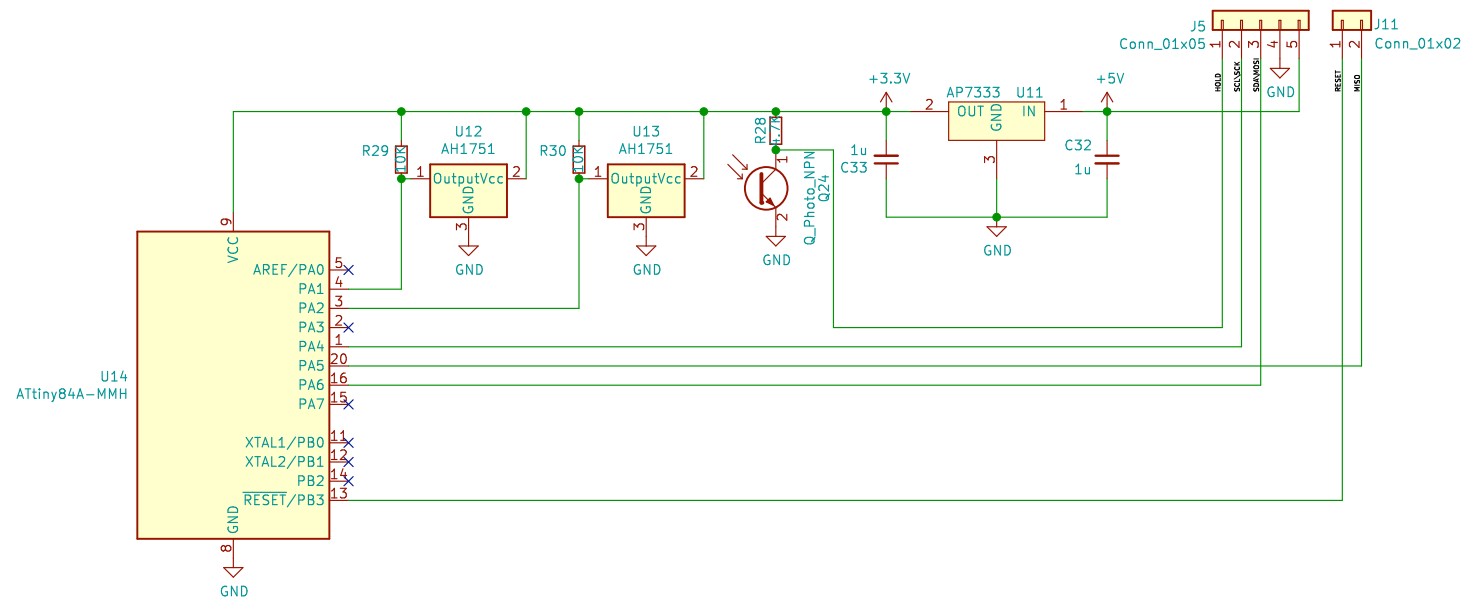 J5
Conn_01x05
1
2
3
4
5
J11
Conn_01x02
1
2
HOLD
SCL\SCK
SDA\MOSI
GND
RESET
MISO
+3.3V
AP7333
U11
+5V
2
OUT
GND
IN
1
3
1u
C33
C32
1u
GND
U12
AH1751
R29
10K
1
Output
Vcc
2
GND
3
GND
U13
AH1751
R30
10K
1
Output
Vcc
2
GND
3
GND
R28
4.7K
1
2
Q_Photo_NPN
Q24
GND
9
VCC
AREF/PA0
5
PA1
4
PA2
3
PA3
2
PA4
1
PA5
20
PA6
16
PA7
15
XTAL1/PB0
11
XTAL2/PB1
12
PB2
14
RESET/PB3
13
U14
ATtiny84A-MMH
GND
8
GND